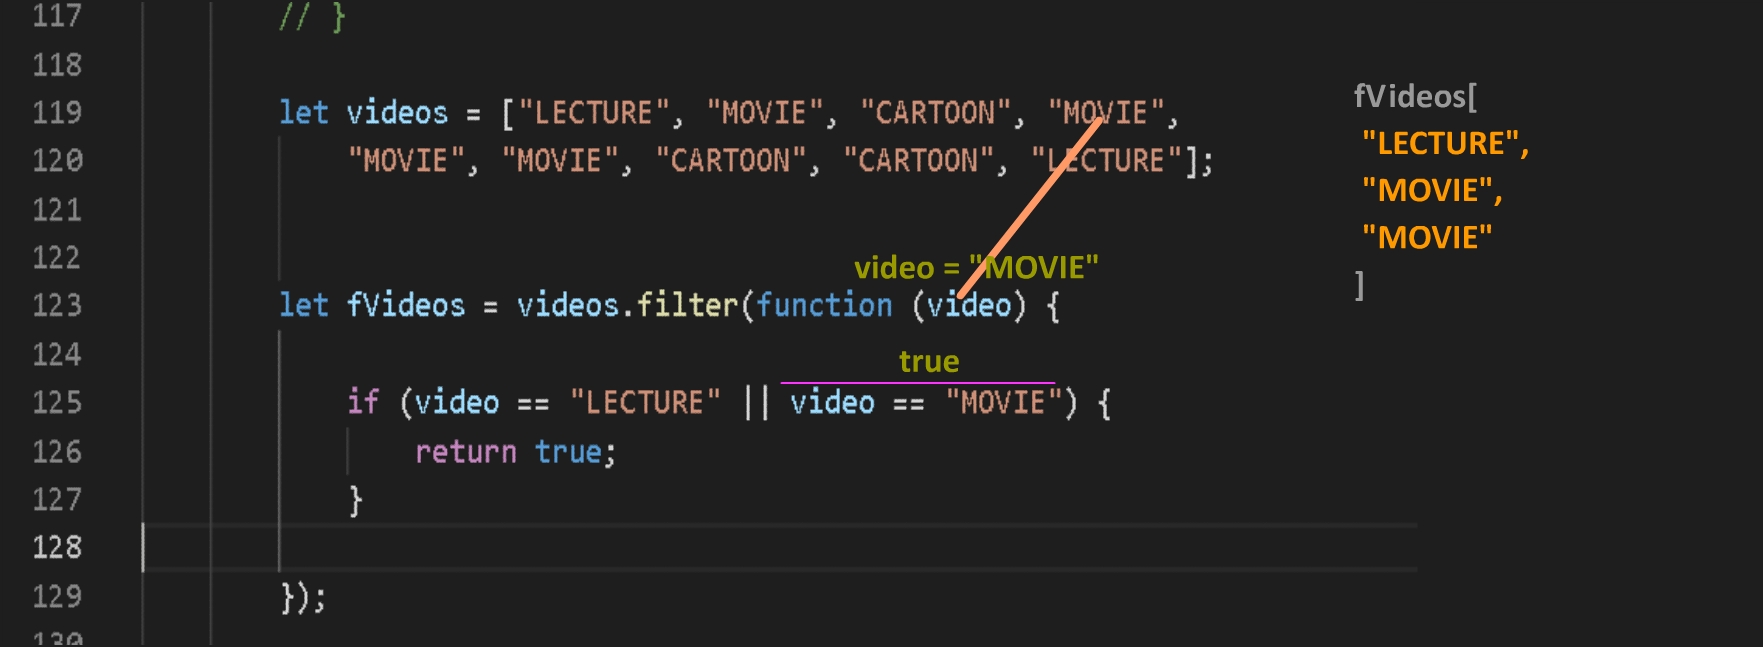 117 // }
118
119 let videos = ["LECTURE", "MOVIE", "CARTOON", "MOVIE",
120 "MOVIE", "MOVIE", "CARTOON", "CARTOON", "LECTURE"];
121
122
video = "MOVIE"
123 let fVideos = videos.filter(function (video) {
124
true
125 if (video == "LECTURE" || video == "MOVIE") {
126 return true;
127 }
128
129 });
130
fVideos[
"LECTURE",
"MOVIE",
"MOVIE"
]